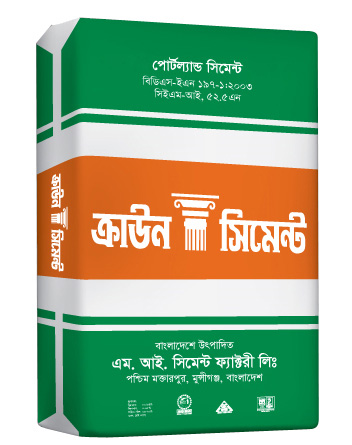 পোর্টল্যান্ড সিমেন্ট
বিডিএস-ইএন ১৯৭-১:২০০৩
সিইএম-আই, ৫২.৫এন
ক্রাউন সিমেন্ট
ক্রাউন সিমেন্ট
বাংলাদেশে উৎপাদিত
এম. আই. সিমেন্ট ফ্যাক্টরী লিঃ
পশ্চিম মুক্তারপুর, মুন্সীগঞ্জ, বাংলাদেশ